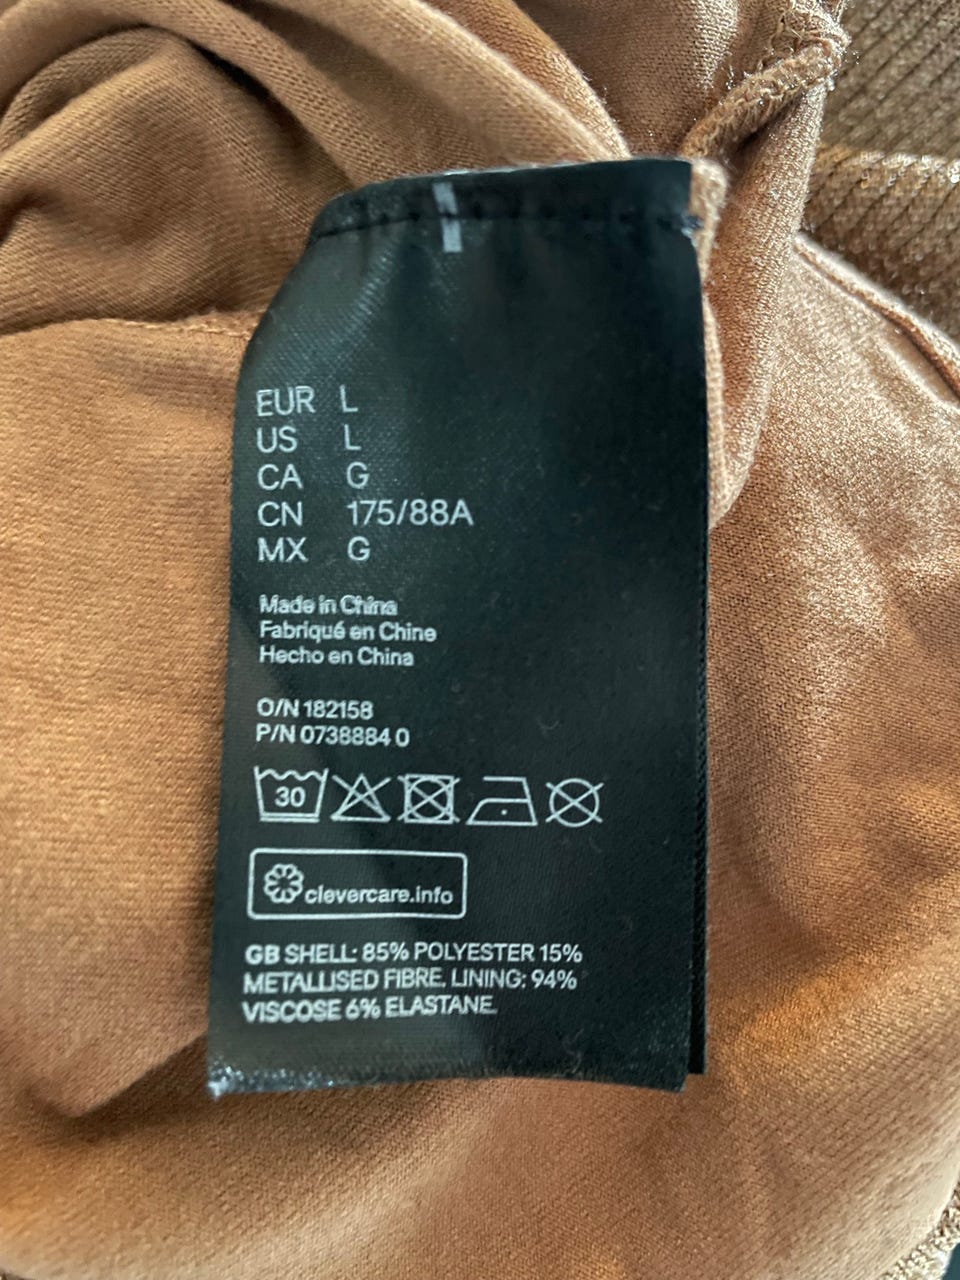 EUR L
US L
CA G
CN 175/88A
MX G
Made in China
Fabriqué en Chine
Hecho en China
O/N 182158
P/N 0738884 0
30
clevercare.info
GB SHELL: 85% POLYESTER 15%
METALLISED FIBRE. LINING: 94%
VISCOSE 6% ELASTANE.